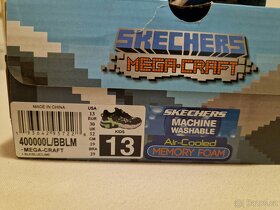 SKECHERS
MEGA-CRAFT
MADE IN CHINA
400000L/BBLM
-MEGA-CRAFT
USA 13
EUR 30
UK 12
CM 19
BRA 29
KIDS
13
SKECHERS
MACHINE
WASHABLE
Air-Cooled
MEMORY FOAM